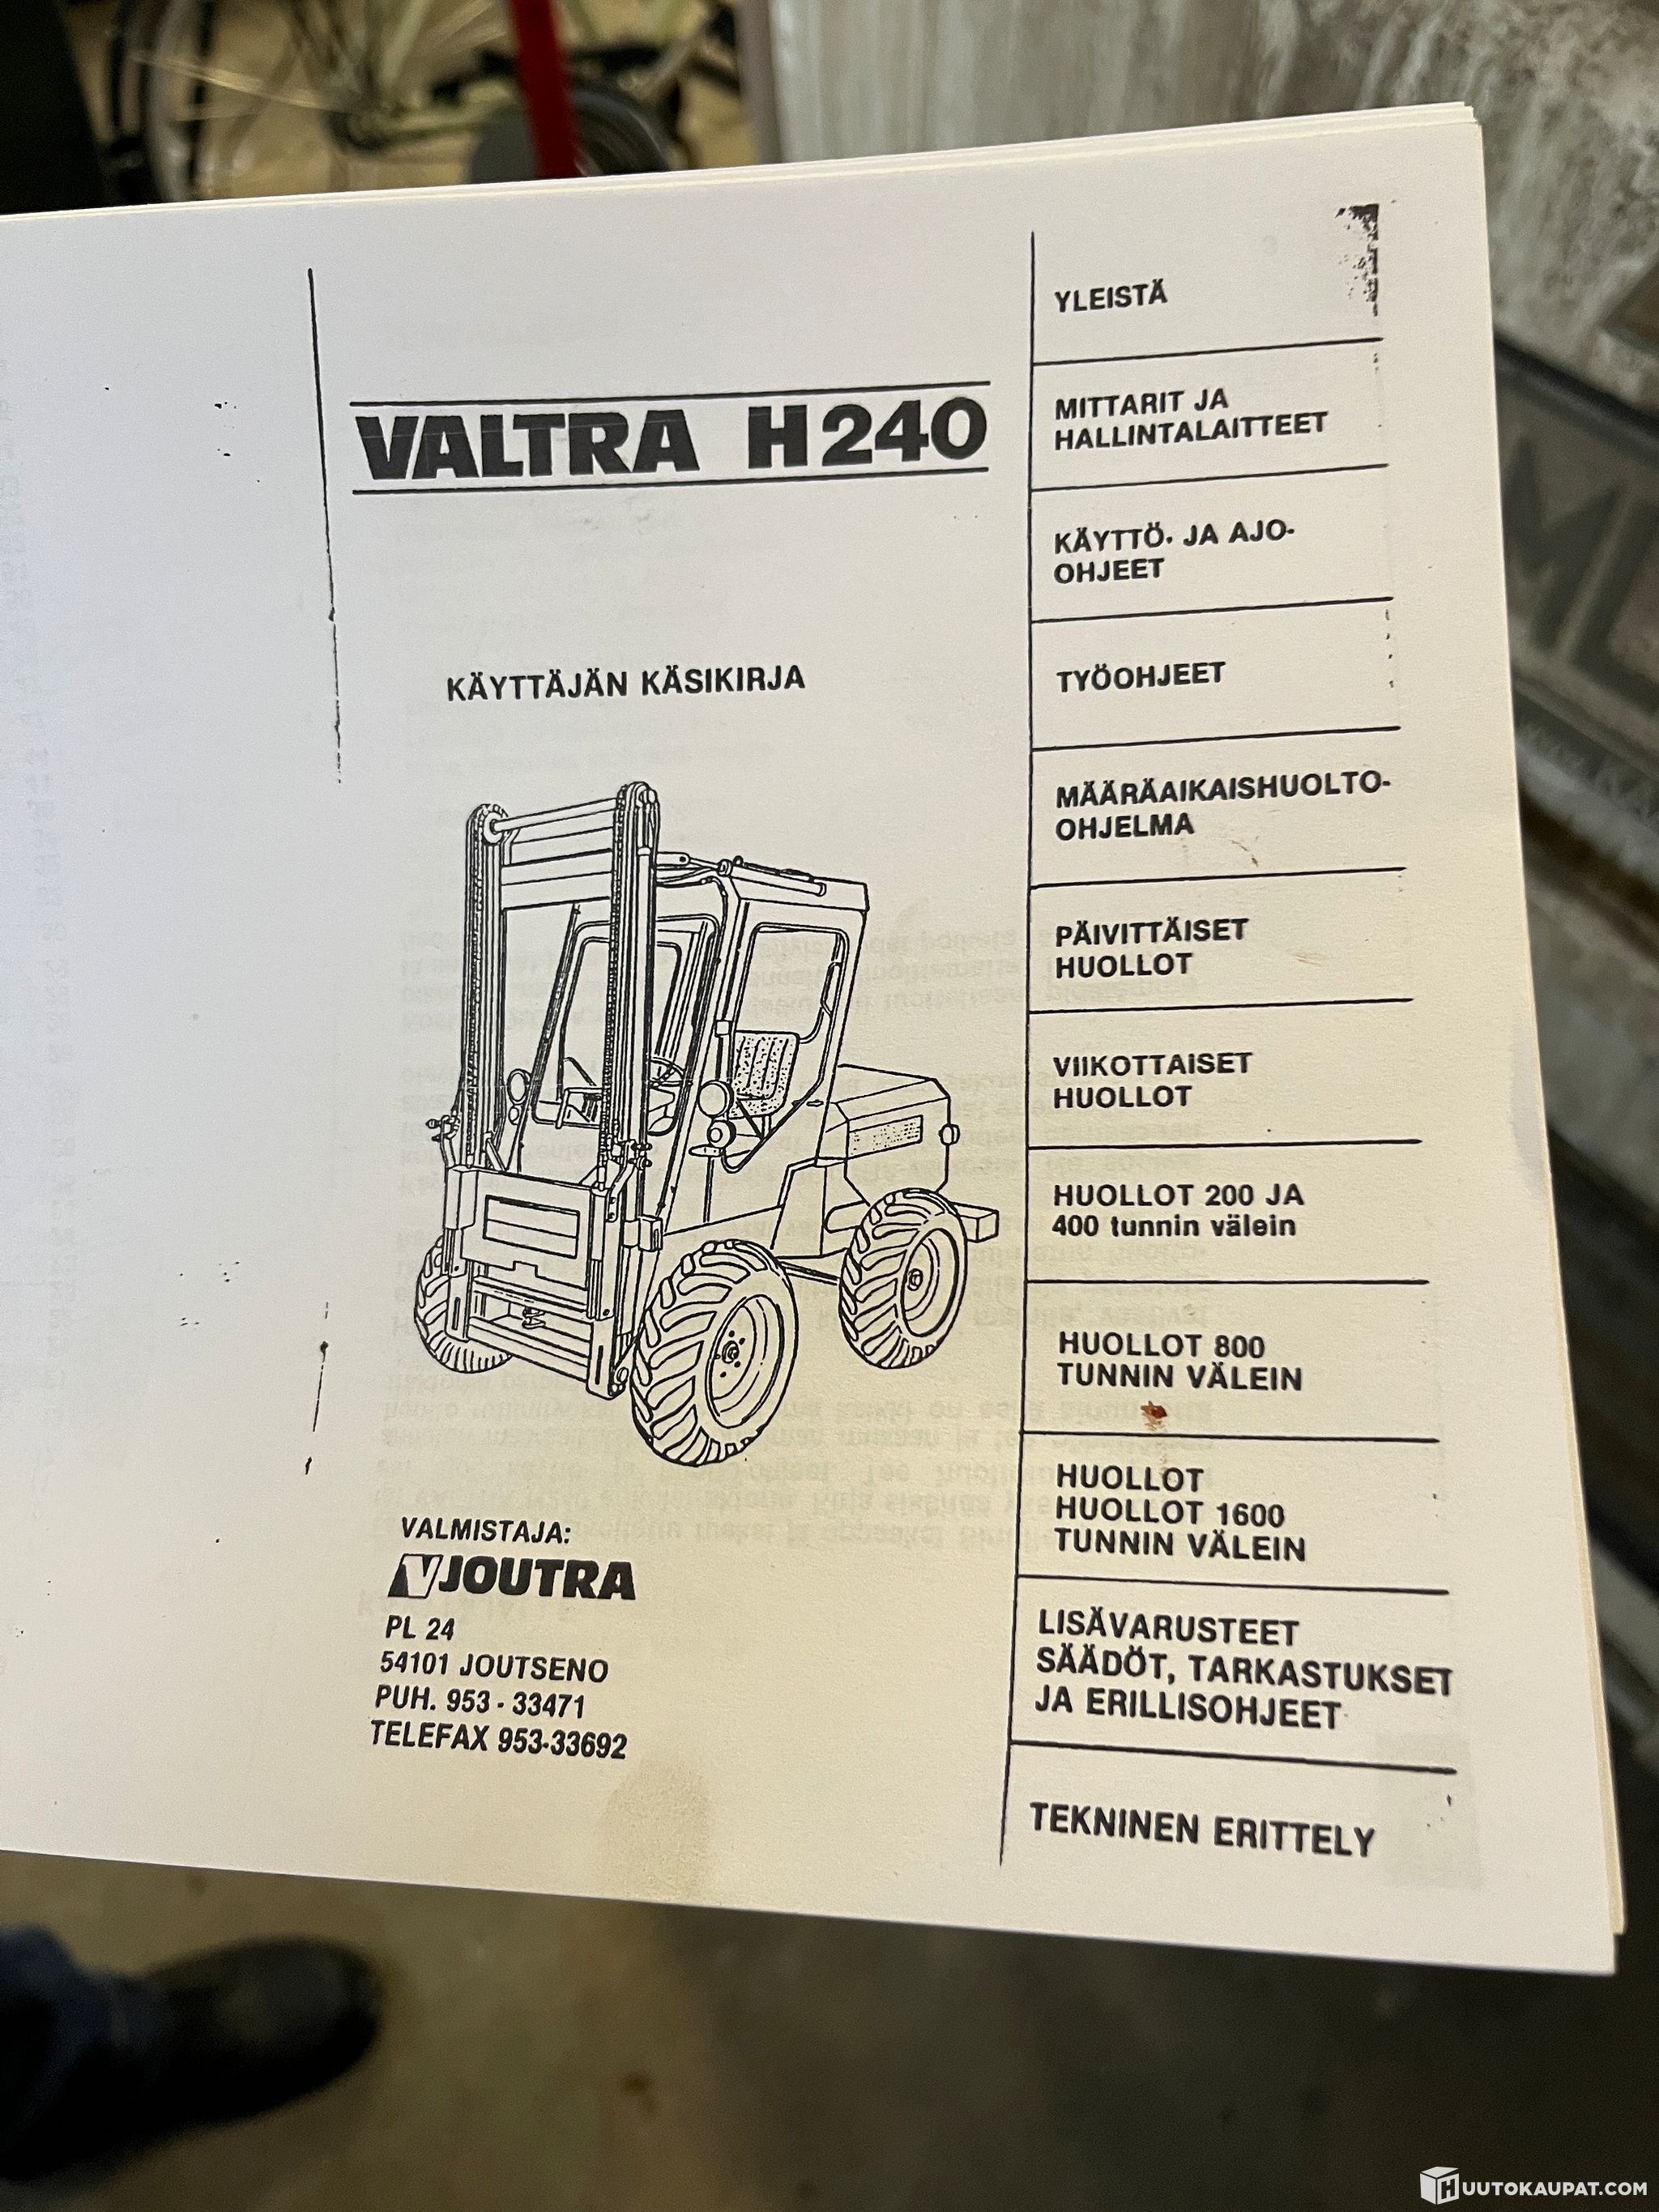 VALTRA H240
KÄYTTÄJÄN KÄSIKIRJA
VALMISTAJA:
JOUTRA
PL 24
54101 JOUTSENO
PUH. 953 - 33471
TELEFAX 953-33692
YLEISTÄ
MITTARIT JA
HALLINTALAITTEET
KÄYTTÖ- JA AJO-
OHJEET
TYÖOHJEET
MÄÄRÄAIKAISHUOLTO-
OHJELMA
PÄIVITTÄISET
HUOLLOT
VIIKOTTAISET
HUOLLOT
HUOLLOT 200 JA
400 tunnin välein
HUOLLOT 800
TUNNIN VÄLEIN
HUOLLOT
HUOLLOT 1600
TUNNIN VÄLEIN
LISÄVARUSTEET
SÄÄDÖT, TARKASTUKSET
JA ERILLISOHJEET
TEKNINEN ERITTELY
HUUTOKAUPAT.COM